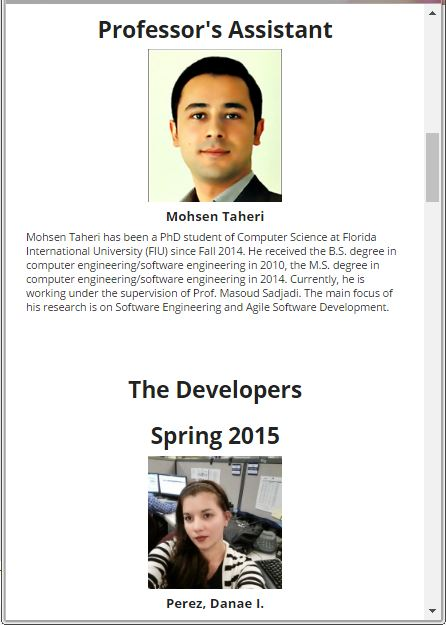 Professor's Assistant
Mohsen Taheri
Mohsen Taheri has been a PhD student of Computer Science at Florida
International University (FIU) since Fall 2014. He received the B.S. degree in
computer engineering/software engineering in 2010, the M.S. degree in
computer engineering/software engineering in 2014. Currently, he is
working under the supervision of Prof. Masoud Sadjadi. The main focus of
his research is on Software Engineering and Agile Software Development.
The Developers
Spring 2015
Perez, Danae I.